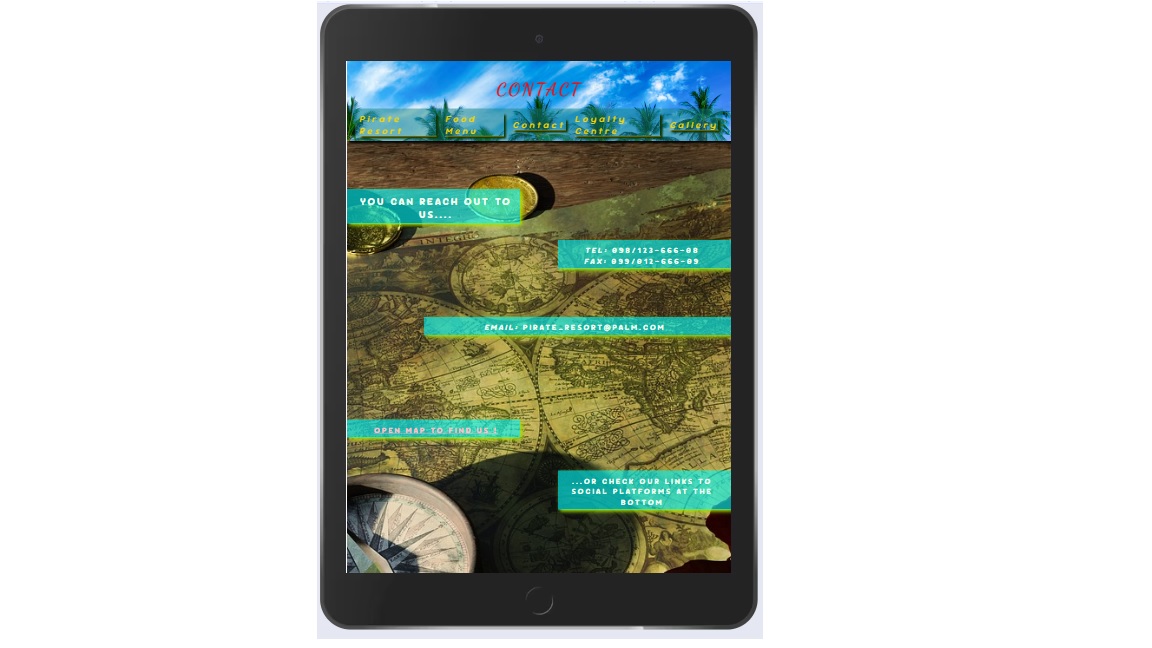 CONTACT
Pirate Resort
Food Menu
Contact
Loyalty Centre
Gallery
YOU CAN REACH OUT TO
US....
INTEGR
TEL: 098/123-666-08
FAX: 099/012-666-09
EMAIL: PIRATE_RESORT@PALM.COM
OPEN MAP TO FIND US !
...OR CHECK OUR LINKS TO
SOCIAL PLATFORMS AT THE
BOTTOM